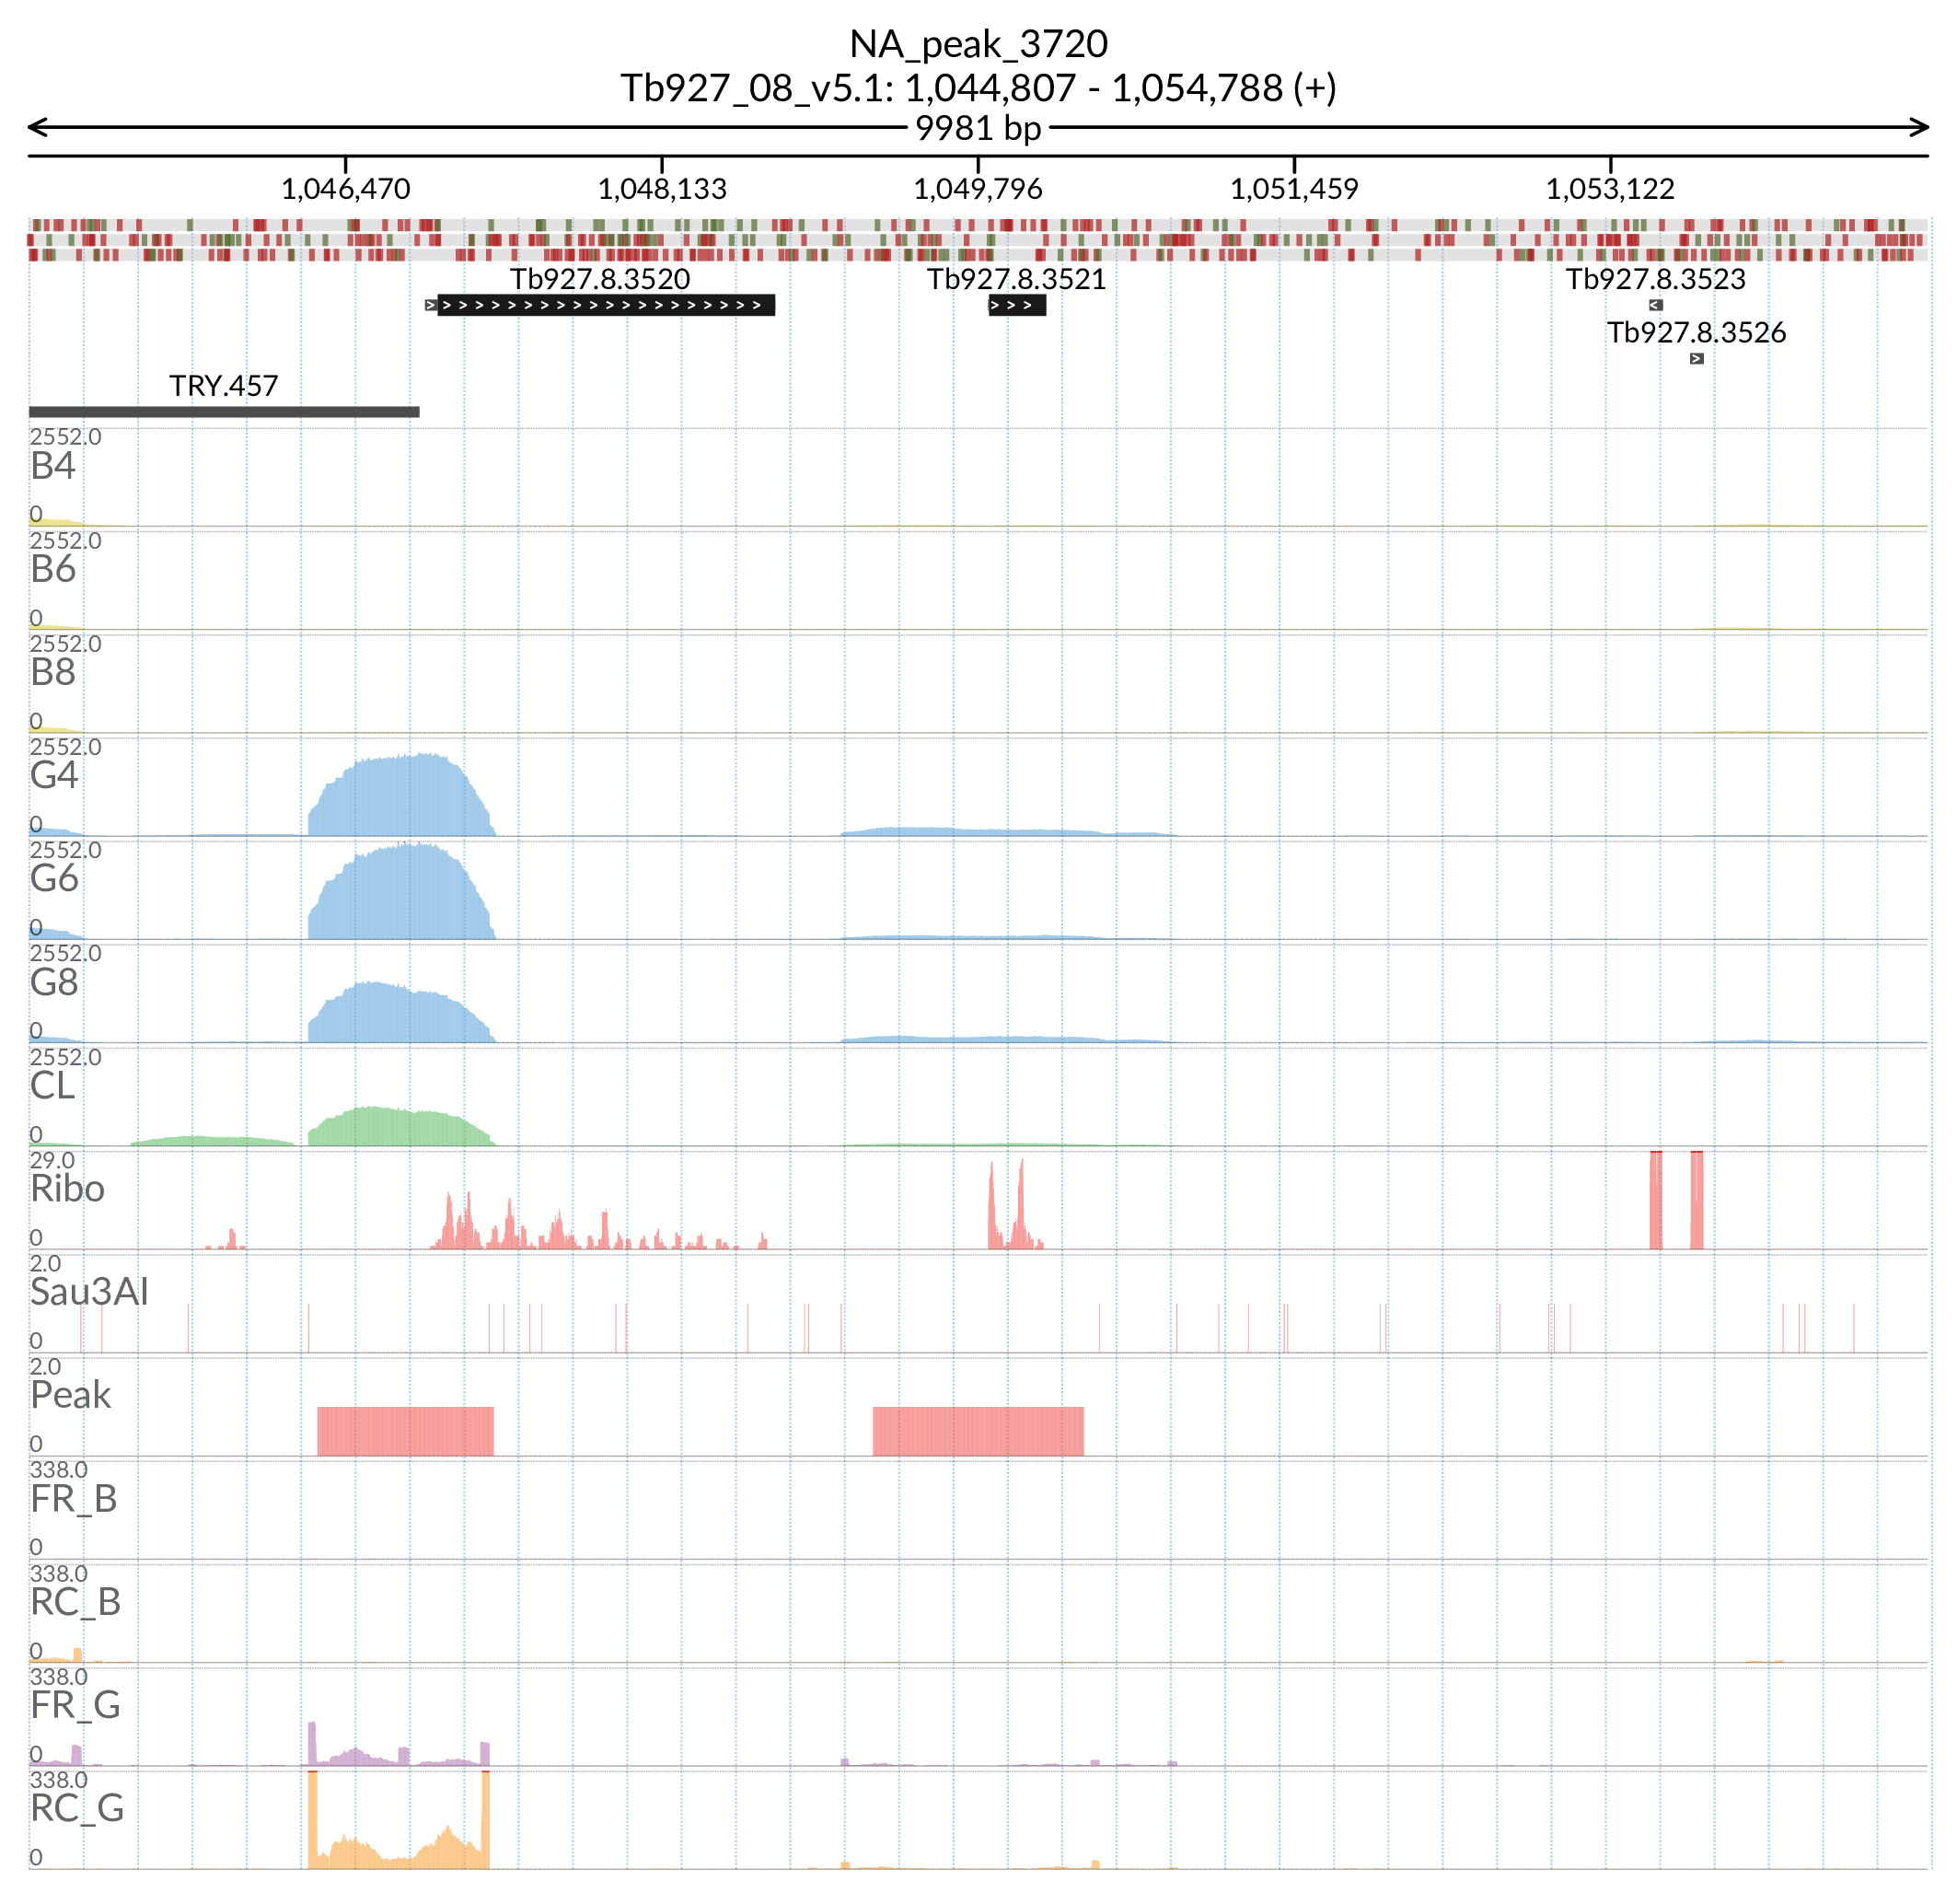 NA_peak_3720
Tb927_08_v5.1: 1,044,807 - 1,054,788 (+)
9981 bp
1,046,470 1,048,133 1,049,796 1,051,459 1,053,122
Tb927.8.3520 Tb927.8.3521 Tb927.8.3523
Tb927.8.3526
TRY.457
2552.0
B4
0
2552.0
B6
0
2552.0
B8
0
2552.0
G4
0
2552.0
G6
0
2552.0
G8
0
2552.0
CL
0
29.0
Ribo
0
2.0
Sau3AI
0
2.0
Peak
0
338.0
FR_B
0
338.0
RC_B
0
338.0
FR_G
0
338.0
RC_G
0